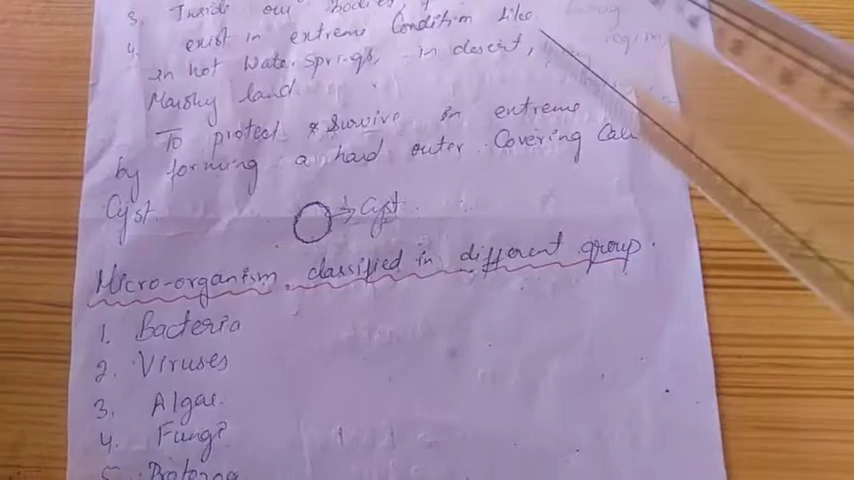 3. Inside our bodies
4. exist in extreme Condition like
in hot Water springs, in desert,
Marshy land
To protect & Survive in extreme
by forming a hard outer Covering
Cyst.
Cyst
Micro-organism classified in different group.
1. Bacteria
2. Viruses
3. Algae.
4. Fungi
5. Protozoa